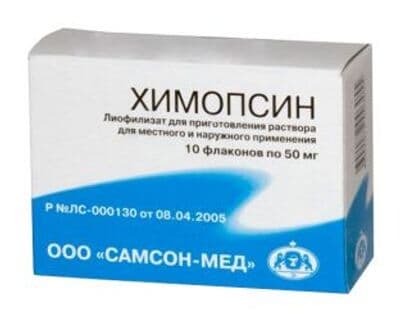 ХИМОПСИН
Лиофилизат для приготовления раствора
для местного и наружного применения
10 флаконов по 50 мг
Р №ЛС-000130 от 08.04.2005
ООО "САМСОН-МЕД"